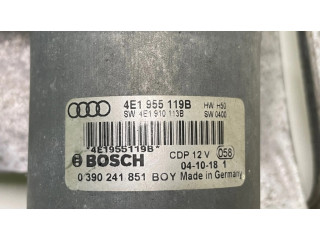 4E1 955 119B HW H50
SW 4E1 910 113B SW 0400
*4E1955119B*
BOSCH CDP 12 V 058
04-10-18 1
0 390 241 851 BOY Made in Germany